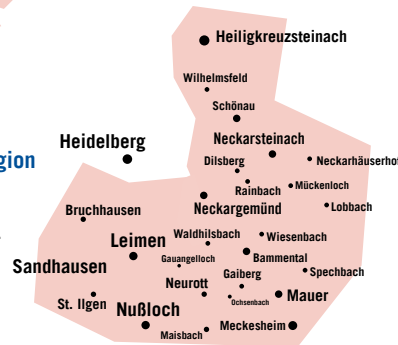 Heiligkreuzsteinach
Wilhelmsfeld
Schönau
Heidelberg
Neckarsteinach
gion
Dilsberg
Neckarhäuserhof
Rainbach
Mückenloch
Neckargemünd
Lobbach
Bruchhausen
Leimen
Waldhilsbach
Wiesenbach
Sandhausen
Gauangelloch
Bammental
Spechbach
Gaiberg
Neurott
St. Ilgen
Ochsenbach
Mauer
Nußloch
Meckesheim
Maisbach